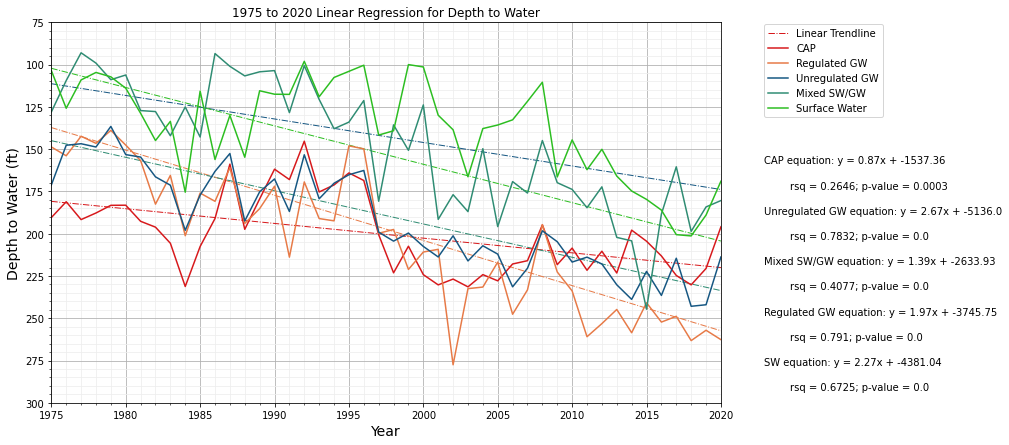 1975 to 2020 Linear Regression for Depth to Water
Depth to Water (ft)
75
100
125
150
175
200
225
250
275
300
1975
1980
1985
1990
1995
2000
2005
2010
2015
2020
Year
Linear Trendline
CAP
Regulated GW
Unregulated GW
Mixed SW/GW
Surface Water
CAP equation: y = 0.87x + -1537.36
rsq = 0.2646; p-value = 0.0003
Unregulated GW equation: y = 2.67x + -5136.0
rsq = 0.7832; p-value = 0.0
Mixed SW/GW equation: y = 1.39x + -2633.93
rsq = 0.4077; p-value = 0.0
Regulated GW equation: y = 1.97x + -3745.75
rsq = 0.791; p-value = 0.0
SW equation: y = 2.27x + -4381.04
rsq = 0.6725; p-value = 0.0